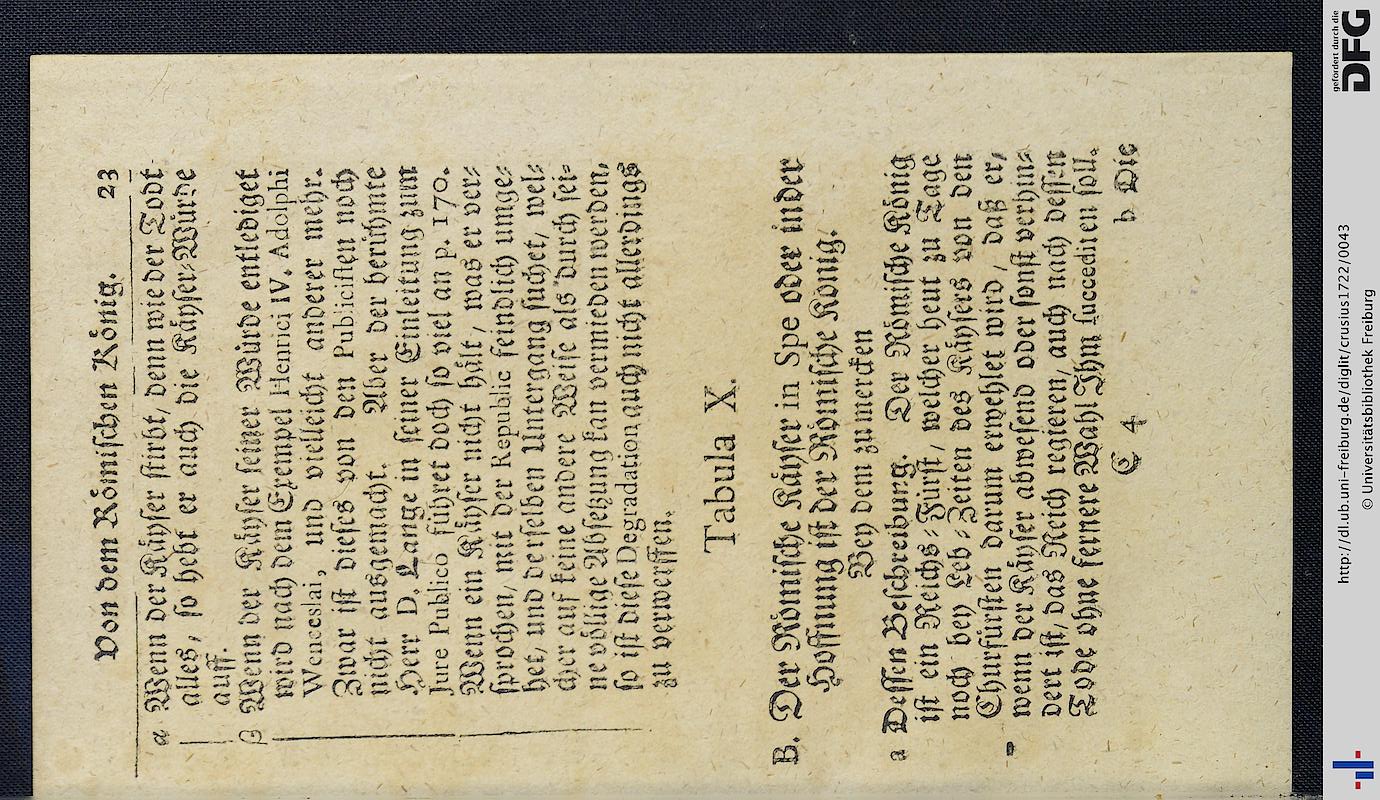 Von dem Römischen König. 23
α Wenn der Käyser stirbt, denn wie der Todt
alles, so hebt er auch die Käyser-Würde
auff.
β Wenn der Käyser seiner Würde entlediget
wird nach dem Exempel Henrici IV. Adolphi
Wenceslai, und vielleicht anderer mehr.
Zwar ist dieses von den Publicisten noch
nicht ausgemacht. Aber der berühmte
Herr D. Lange in seiner Einleitung zum
Jure Publico führet doch so viel an p. 170.
Wenn ein Käyser nicht hält, was er ver-
sprochen, mit der Republic feindlich umge-
het, und derselben Untergang suchet, wel-
cher auf keine andere Weise als durch sei-
ne völlige Absetzung kan vermieden werden,
so ist diese Degradation auch nicht allerdings
zu verwerffen.
Tabula X.
B. Der Römische Käyser in Spe oder in der
Hoffnung ist der Römische König.
Bey dem zu mercken
a Dessen Beschreibung. Der Römische König
ist ein Reichs-Fürst, welcher heut zu Tage
noch bey Leb-Zeiten des Käysers von den
Churfürsten darum erwehlet wird, daß er,
wenn der Käyser abwesend oder sonst verhin-
dert ist, das Reich regieren, auch nach dessen
Tode ohne fernere Wahl Ihm succediren soll.
C 4 b Die
gefördert durch die
DFG
http://dl.ub.uni-freiburg.de/diglit/crusius1722/0043
© Universitätsbibliothek Freiburg